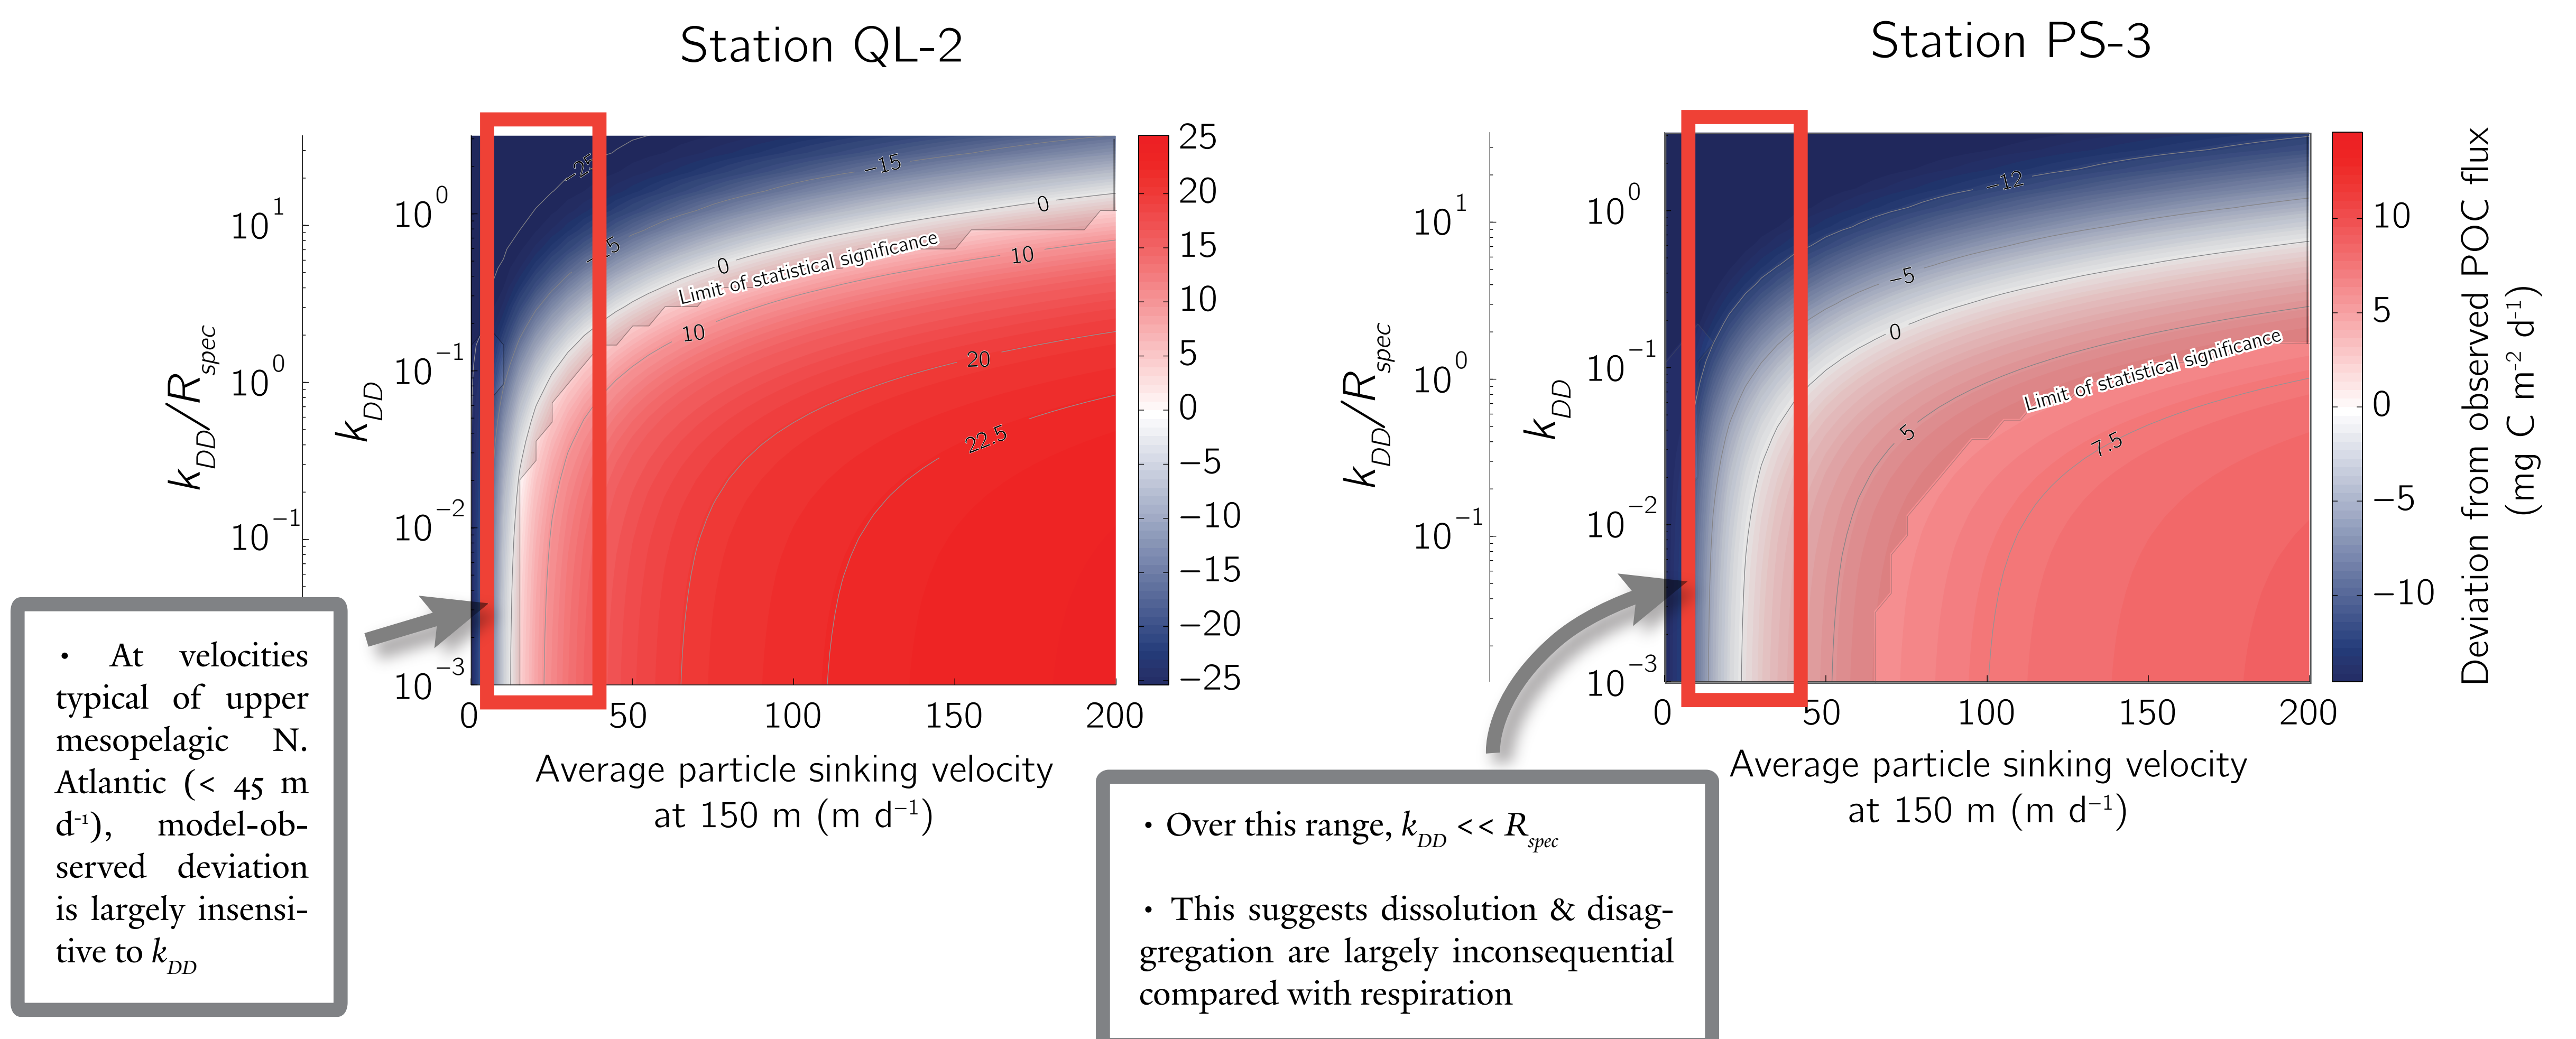 Station QL-2
k_DD/R_spec
10^1
10^0
10^-1
k_DD
10^0
10^-1
10^-2
10^-3
-25
-15
-15
0
0
Limit of statistical significance
10
10
20
22.5
0
50
100
150
200
Average particle sinking velocity
at 150 m (m d⁻¹)
25
20
15
10
5
0
−5
−10
−15
−20
−25
Station PS-3
k_DD/R_spec
10^1
10^0
10^-1
k_DD
10^0
10^-1
10^-2
10^-3
-12
-5
0
Limit of statistical significance
5
7.5
0
50
100
150
200
Average particle sinking velocity
at 150 m (m d⁻¹)
10
5
0
−5
−10
Deviation from observed POC flux
(mg C m⁻² d⁻¹)
· At velocities
typical of upper
mesopelagic N.
Atlantic (< 45 m
d⁻¹), model-ob-
served deviation
is largely insensi-
tive to k_DD
· Over this range, k_DD << R_spec
· This suggests dissolution & disag-
gregation are largely inconsequential
compared with respiration